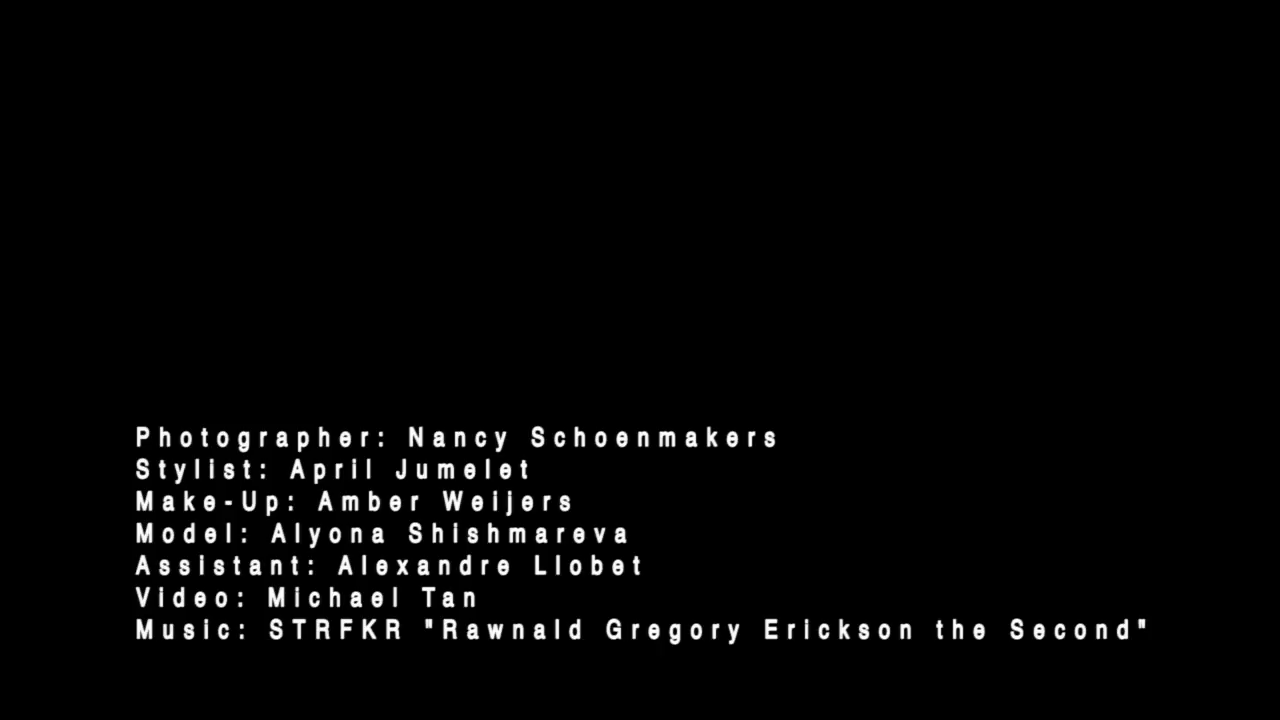 Photographer: Nancy Schoenmakers
Stylist: April Jumelet
Make-Up: Amber Weijers
Model: Alyona Shishmareva
Assistant: Alexandre Llobet
Video: Michael Tan
Music: STRFKR "Rawnald Gregory Erickson the Second"